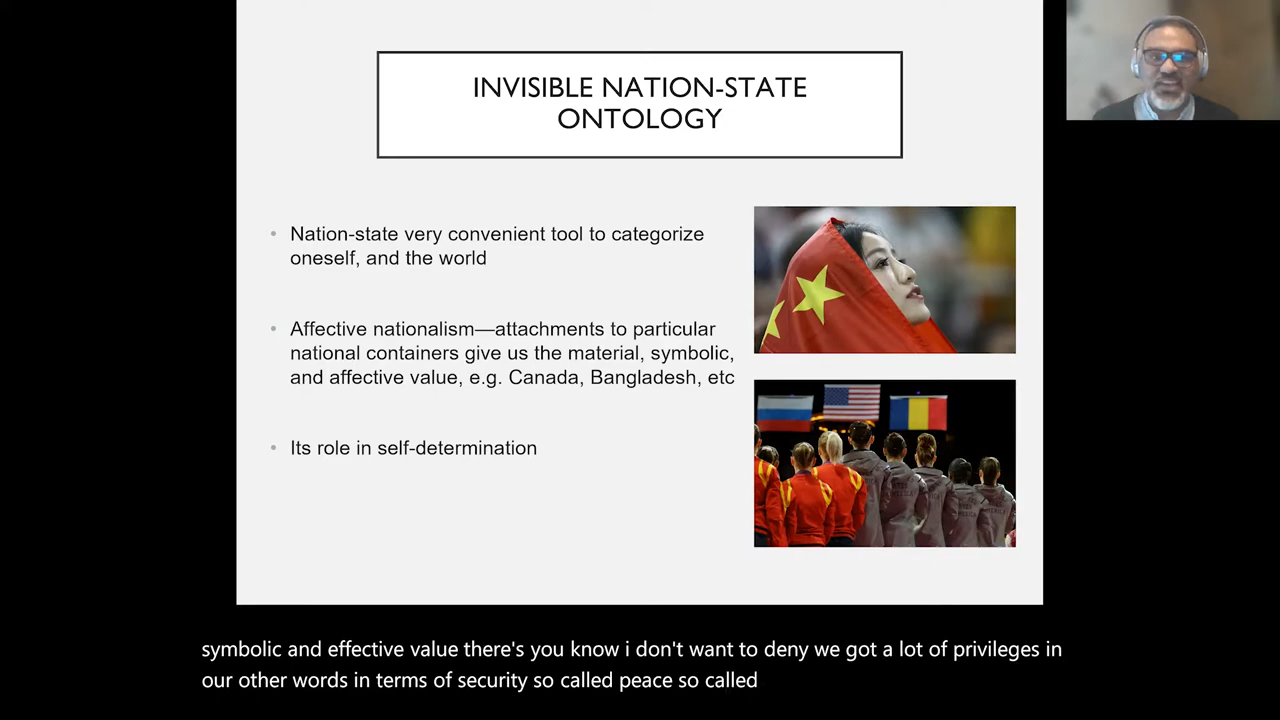 INVISIBLE NATION-STATE
ONTOLOGY
• Nation-state very convenient tool to categorize
oneself, and the world
• Affective nationalism—attachments to particular
national containers give us the material, symbolic,
and affective value, e.g. Canada, Bangladesh, etc
• Its role in self-determination
symbolic and effective value there's you know i don't want to deny we got a lot of privileges in
our other words in terms of security so called peace so called